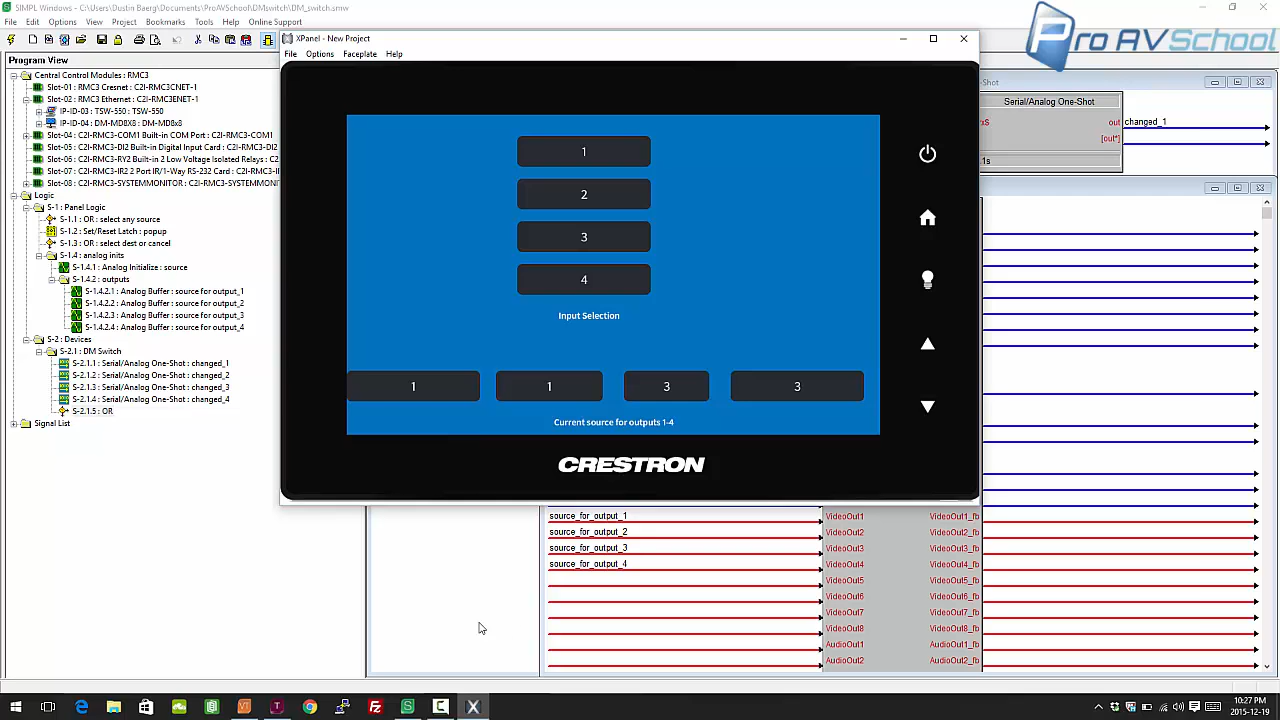 SIMPL Windows - C:\Users\Dustin Baerg\Documents\ProAVSchool\DMswitch\DM_switch.smw
File Edit Options View Project Bookmarks Tools Help Online Support
Pro AVSchool
Program View
Central Control Modules : RMC3
Slot-01 : RMC3 Cresnet : C2I-RMC3CNET-1
Slot-02 : RMC3 Ethernet : C2I-RMC3ENET-1
IP-ID-03 : TSW-550 : TSW-550
IP-ID-04 : DM-MD8X8 : DM-MD8x8
Slot-04 : C2I-RMC3-COM1 Built-in COM Port : C2I-RMC3-COM1
Slot-05 : C2I-RMC3-DI2 Built-in Digital Input Card : C2I-RMC3-
Slot-06 : C2I-RMC3-RY2 Built-in 2 Low Voltage Isolated Relays : C2I-RMC3-
Slot-07 : C2I-RMC3-IR2 2 Port IR/1-Way RS-232 Card : C2I-RMC3-
Slot-08 : C2I-RMC3-SYSTEMMONITOR : C2I-RMC3-SYSTEMMONIT
Logic
S-1 : Panel Logic
S-1.1 : OR : select any source
S-1.2 : Set/Reset Latch : popup
S-1.3 : OR : select dest or cancel
S-1.4 : analog inits
S-1.4.1 : Analog Initialize : source
S-1.4.2 : outputs
S-1.4.2.1 : Analog Buffer : source for output_1
S-1.4.2.2 : Analog Buffer : source for output_2
S-1.4.2.3 : Analog Buffer : source for output_3
S-1.4.2.4 : Analog Buffer : source for output_4
S-2 : Devices
S-2.1 : DM Switch
S-2.1.1 : Serial/Analog One-Shot : changed_1
S-2.1.2 : Serial/Analog One-Shot : changed_2
S-2.1.3 : Serial/Analog One-Shot : changed_3
S-2.1.4 : Serial/Analog One-Shot : changed_4
S-2.1.5 : OR
Signal List
XPanel - New Project
File Options Faceplate Help
1
2
3
4
Input Selection
1 1 3 3
Current source for outputs 1-4
CRESTRON
-Shot
Serial/Analog One-Shot
rx$ out changed_1
[out*]
1s
source_for_output_1 VideoOut1 VideoOut1_fb
source_for_output_2 VideoOut2 VideoOut2_fb
source_for_output_3 VideoOut3 VideoOut3_fb
source_for_output_4 VideoOut4 VideoOut4_fb
VideoOut5 VideoOut5_fb
VideoOut6 VideoOut6_fb
VideoOut7 VideoOut7_fb
VideoOut8 VideoOut8_fb
AudioOut1 AudioOut1_fb
AudioOut2 AudioOut2_fb
10:27 PM
2015-12-19